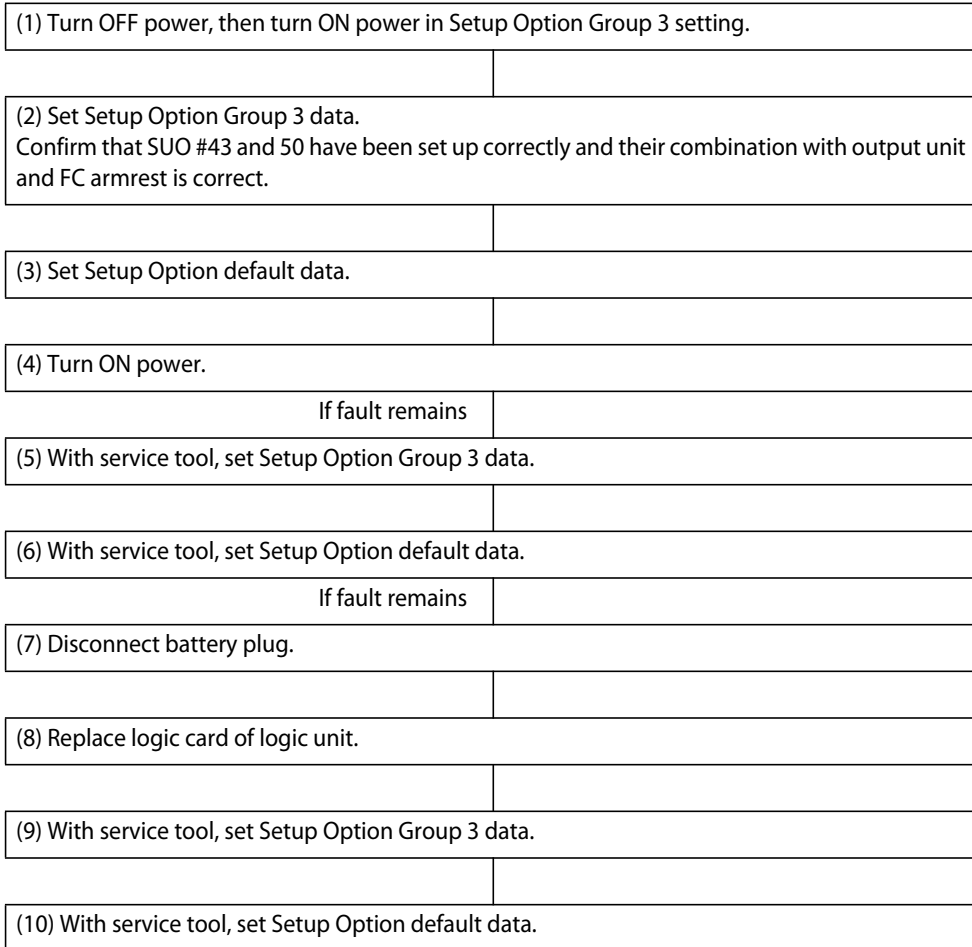 (1) Turn OFF power, then turn ON power in Setup Option Group 3 setting.
(2) Set Setup Option Group 3 data.
Confirm that SUO #43 and 50 have been set up correctly and their combination with output unit
and FC armrest is correct.
(3) Set Setup Option default data.
(4) Turn ON power.
If fault remains
(5) With service tool, set Setup Option Group 3 data.
(6) With service tool, set Setup Option default data.
If fault remains
(7) Disconnect battery plug.
(8) Replace logic card of logic unit.
(9) With service tool, set Setup Option Group 3 data.
(10) With service tool, set Setup Option default data.